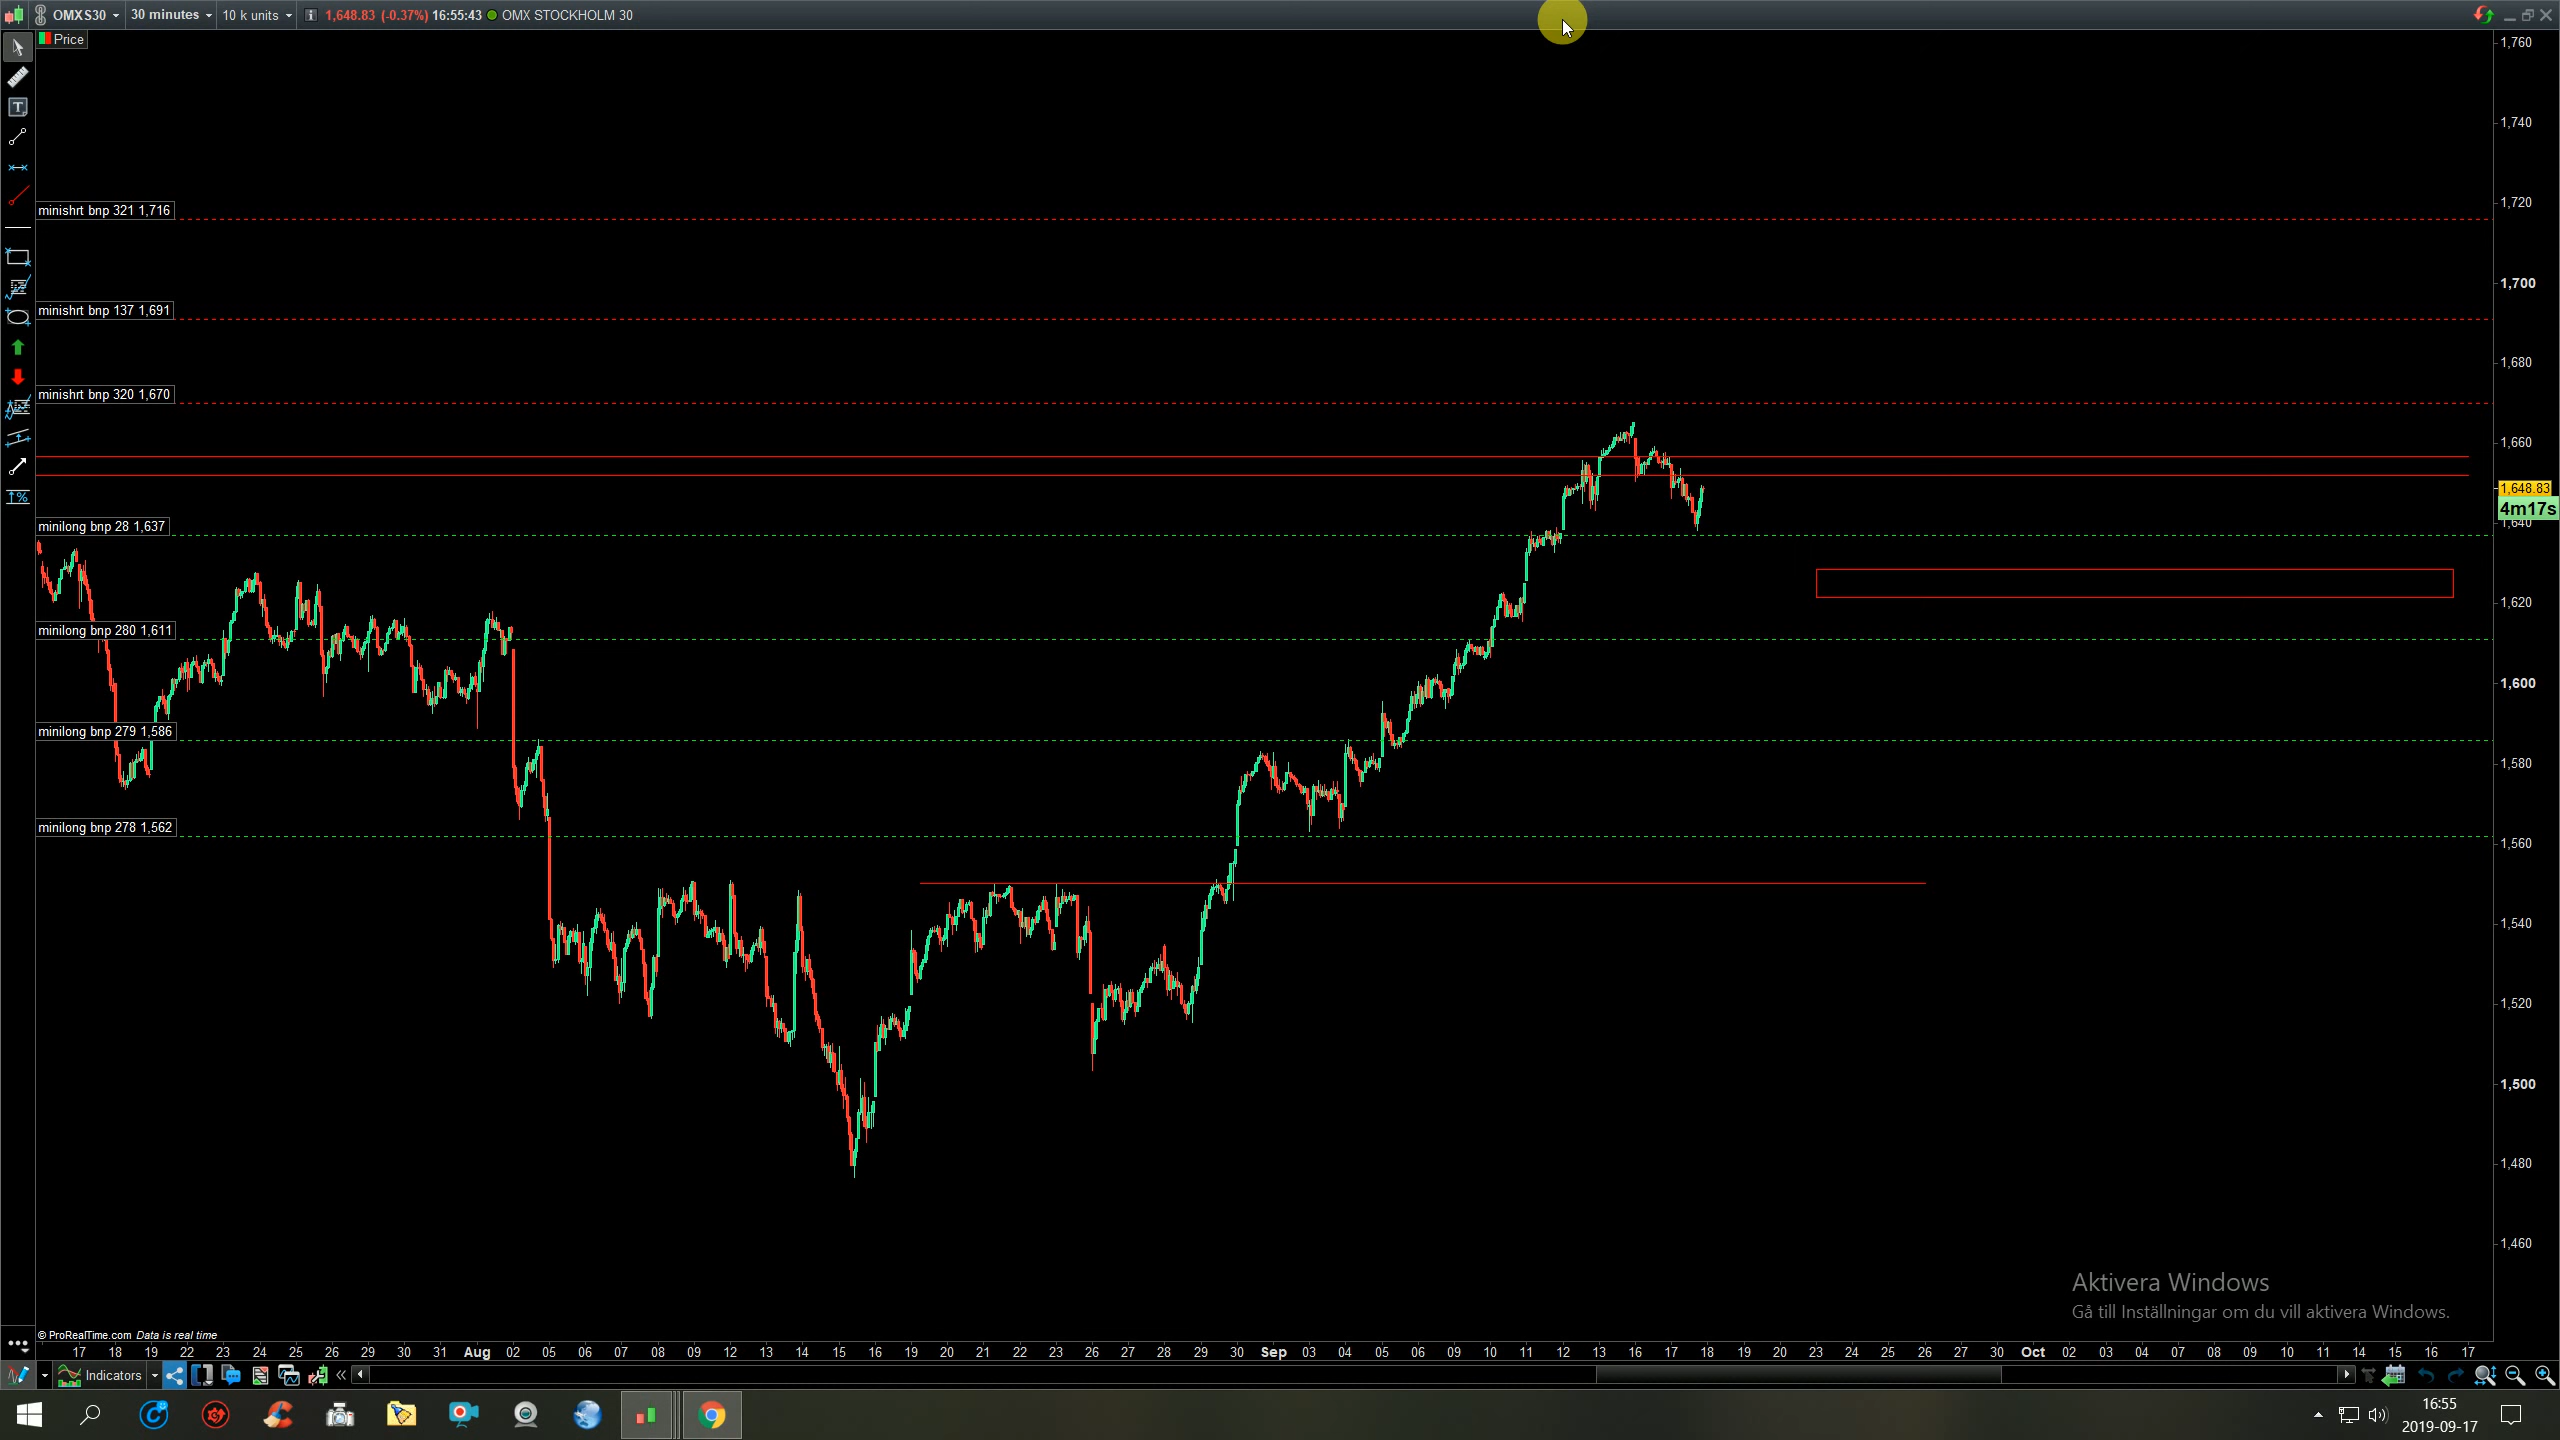 OMXS30 30 minutes 10 k units 1,648.83 (-0.37%) 16:55:43 OMX STOCKHOLM 30
Price
1,760
1,740
minishrt bnp 321 1,716
1,720
minishrt bnp 137 1,691
1,700
1,680
minishrt bnp 320 1,670
1,660
1,648.83
4m17s
minilong bnp 28 1,637
1,640
1,620
minilong bnp 280 1,611
1,600
minilong bnp 279 1,586
1,580
minilong bnp 278 1,562
1,560
1,540
1,520
1,500
1,480
1,460
Aktivera Windows
Gå till Inställningar om du vill aktivera Windows.
© ProRealTime.com Data is real time
17 18 19 22 23 24 25 26 29 30 31 Aug 02 05 06 07 08 09 12 13 14 15 16 19 20 21 22 23 26 27 28 29 30 Sep 03 04 05 06 09 10 11 12 13 16 17 18 19 20 23 24 25 26 27 30 Oct 02 03 04 07 08 09 10 11 14 15 16 17
Indicators
16:55
2019-09-17